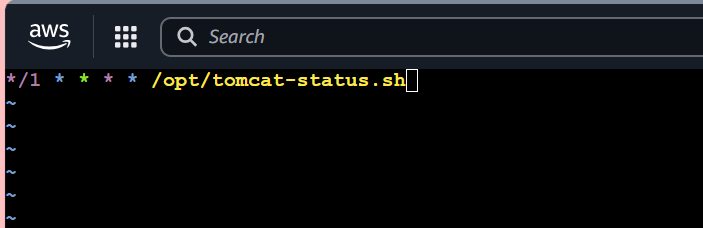 aws
Search
*/1 * * * * /opt/tomcat-status.sh
~
~
~
~
~
~